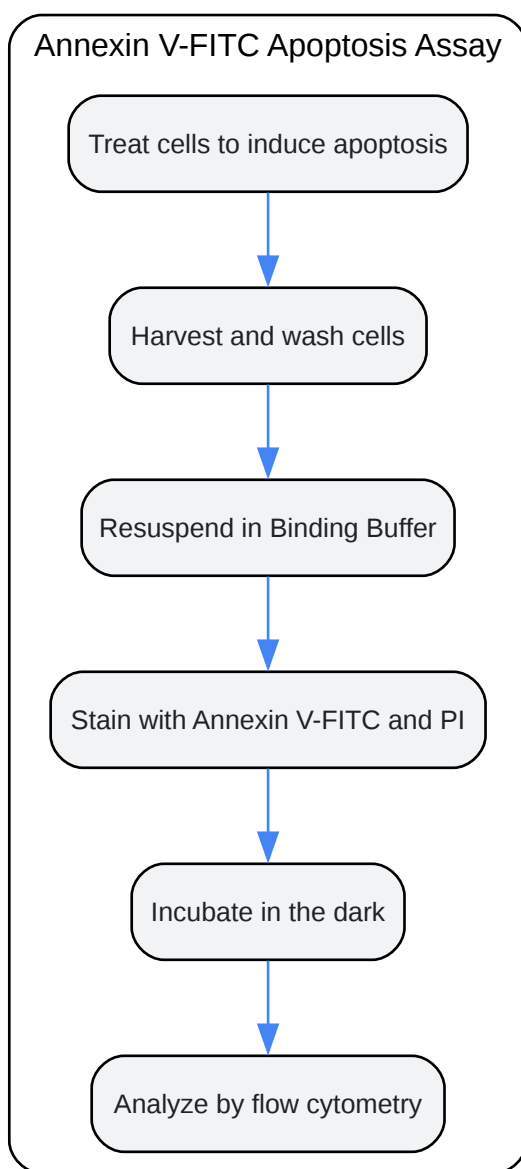 Annexin V-FITC Apoptosis Assay
Treat cells to induce apoptosis
Harvest and wash cells
Resuspend in Binding Buffer
Stain with Annexin V-FITC and PI
Incubate in the dark
Analyze by flow cytometry